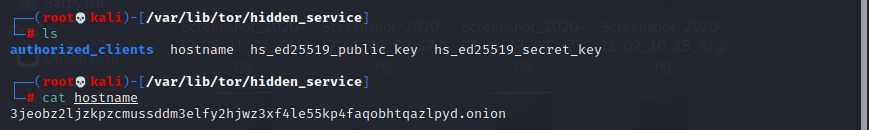 (root💀kali)-[/var/lib/tor/hidden_service]
# ls
authorized_clients hostname hs_ed25519_public_key hs_ed25519_secret_key
(root💀kali)-[/var/lib/tor/hidden_service]
# cat hostname
3jeobz2ljzkpzcmussddm3elfy2hjwz3xf4le55kp4faqobhtqazlpyd.onion